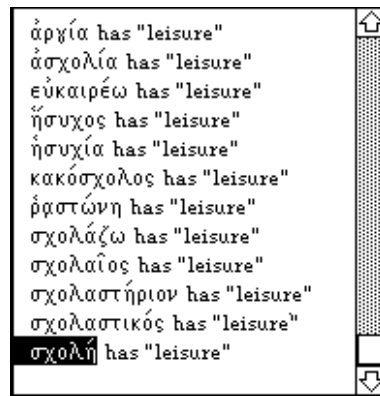 ἀργία has "leisure"
ἀσχολία has "leisure"
εὐκαιρέω has "leisure"
ἥσυχος has "leisure"
ἡσυχία has "leisure"
κακόσχολος has "leisure"
ῥᾳστώνη has "leisure"
σχολάζω has "leisure"
σχολαῖος has "leisure"
σχολαστήριον has "leisure"
σχολαστικός has "leisure"
σχολή has "leisure"